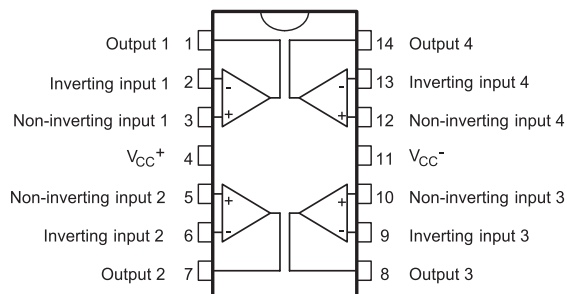 Output 1 1 14 Output 4
Inverting input 1 2 - - 13 Inverting input 4
Non-inverting input 1 3 + + 12 Non-inverting input 4
VCC+ 4 11 VCC-
Non-inverting input 2 5 + + 10 Non-inverting input 3
Inverting input 2 6 - - 9 Inverting input 3
Output 2 7 8 Output 3